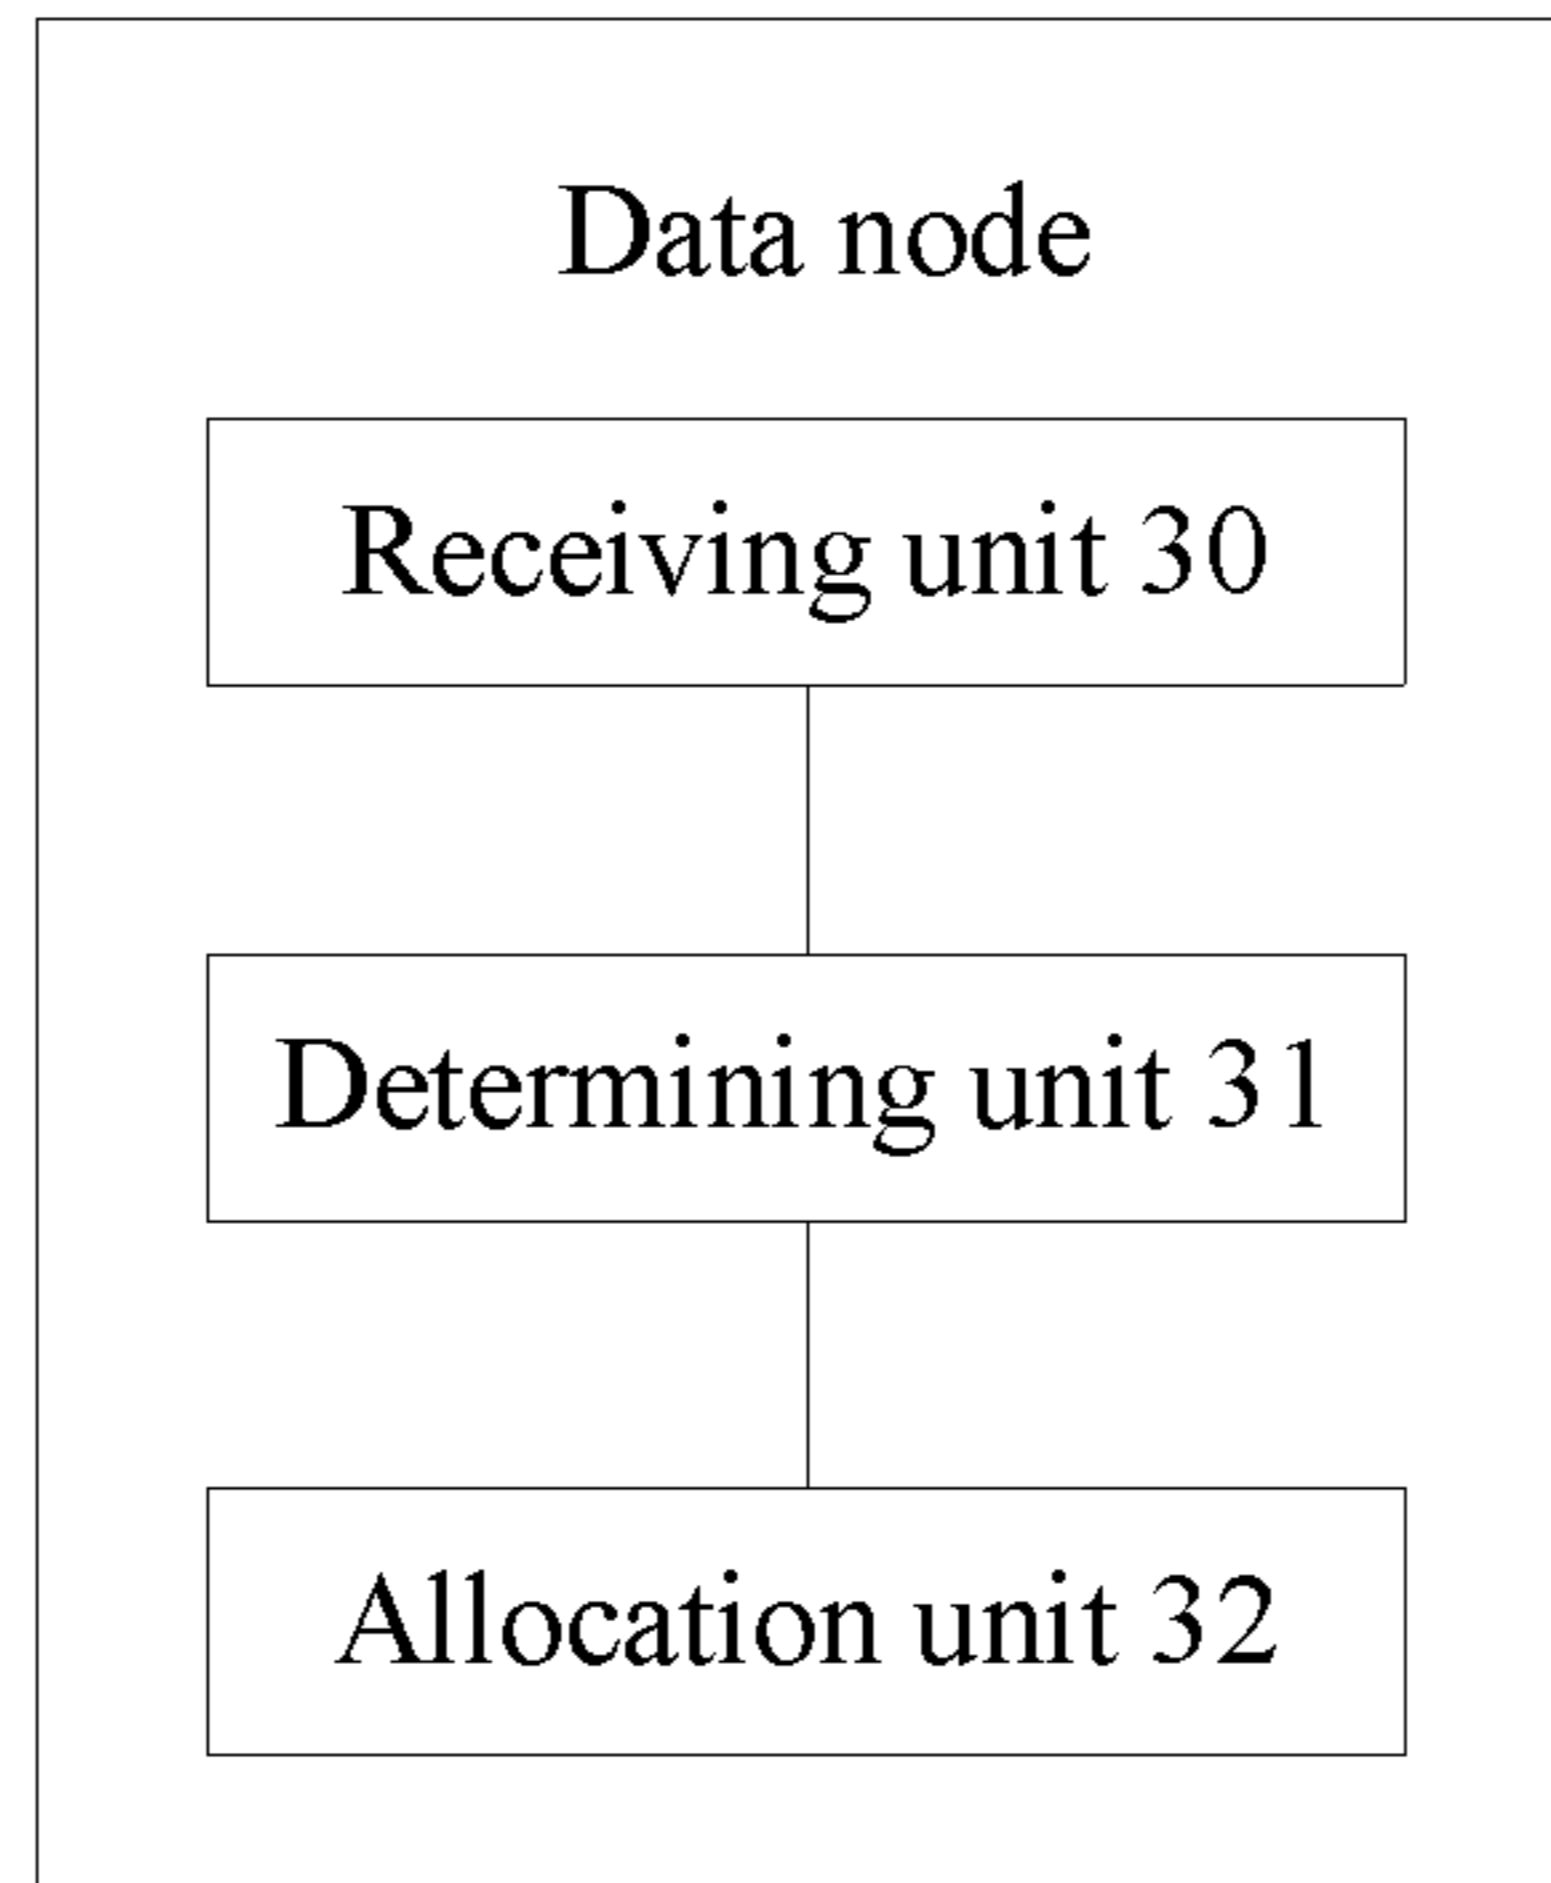 Data node
Receiving unit 30
Determining unit 31
Allocation unit 32